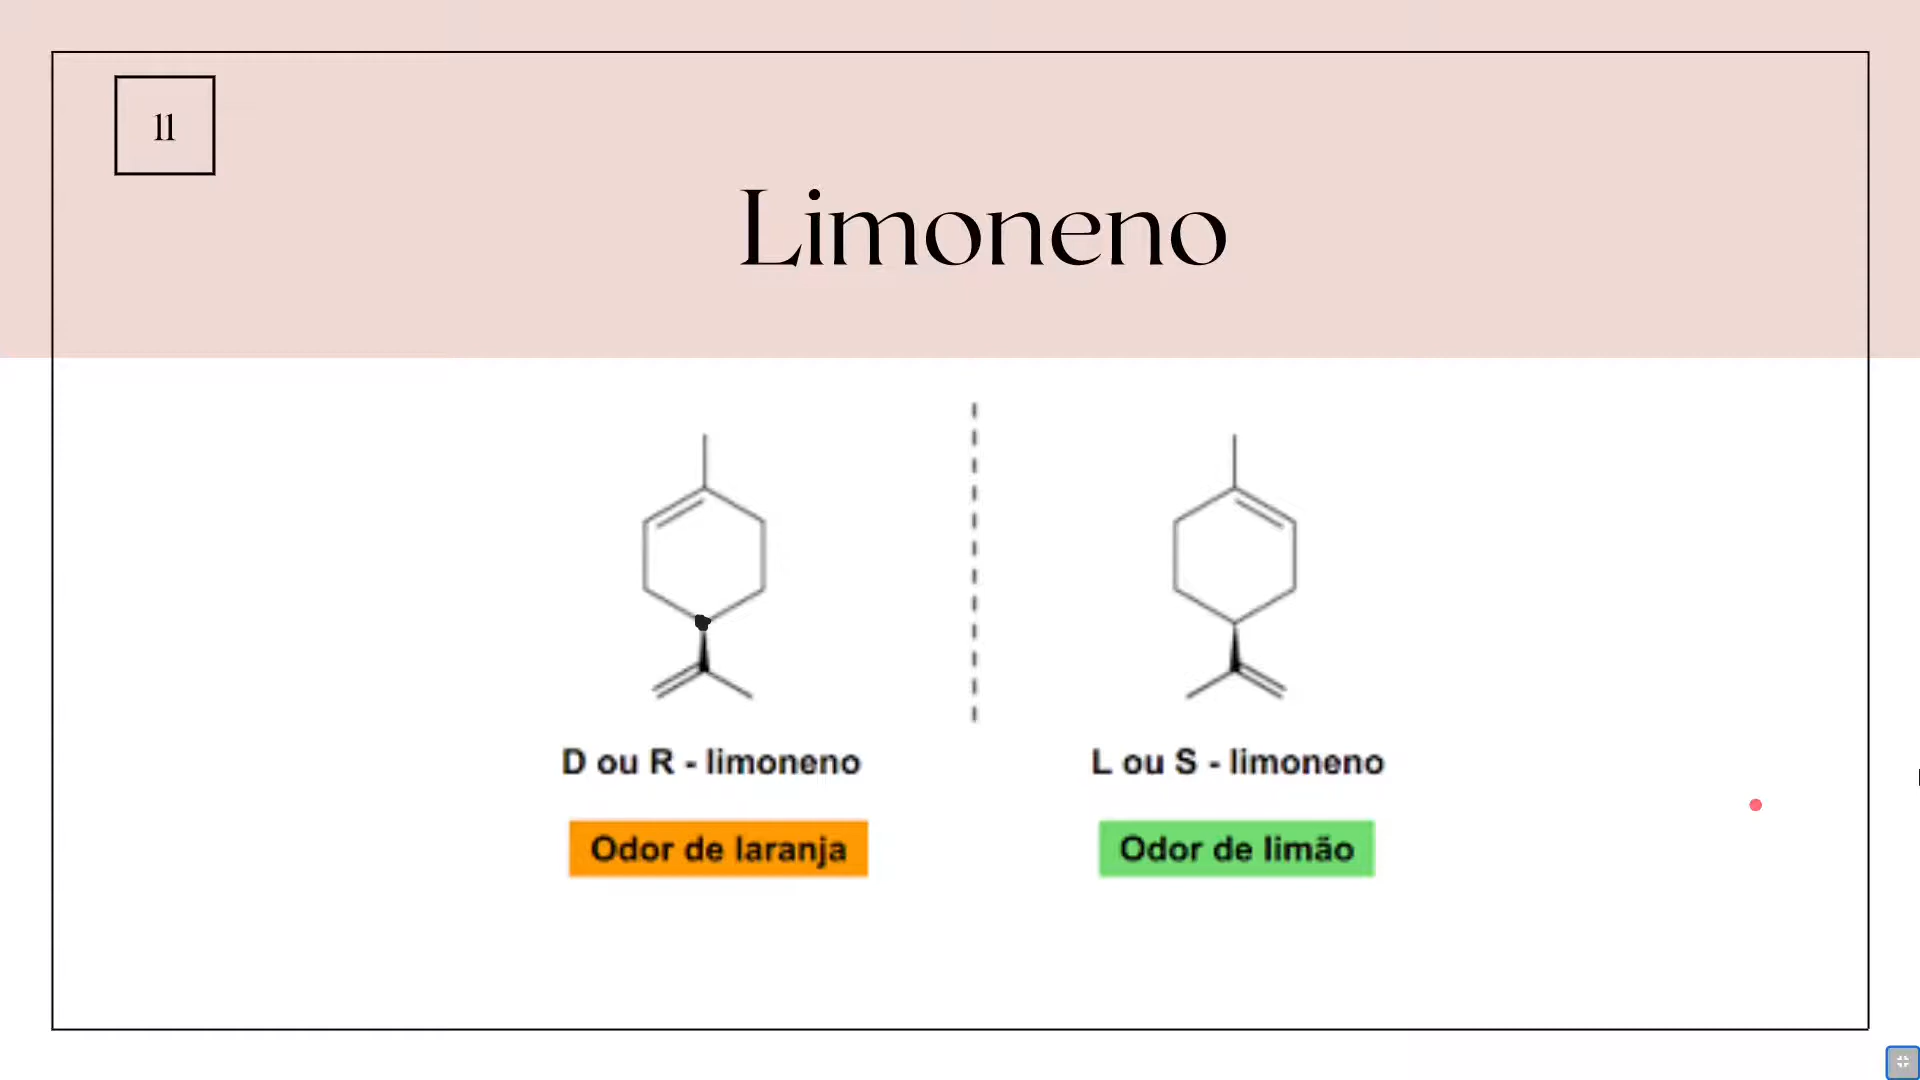 11
Limoneno
D ou R - limoneno
L ou S - limoneno
Odor de laranja
Odor de limão